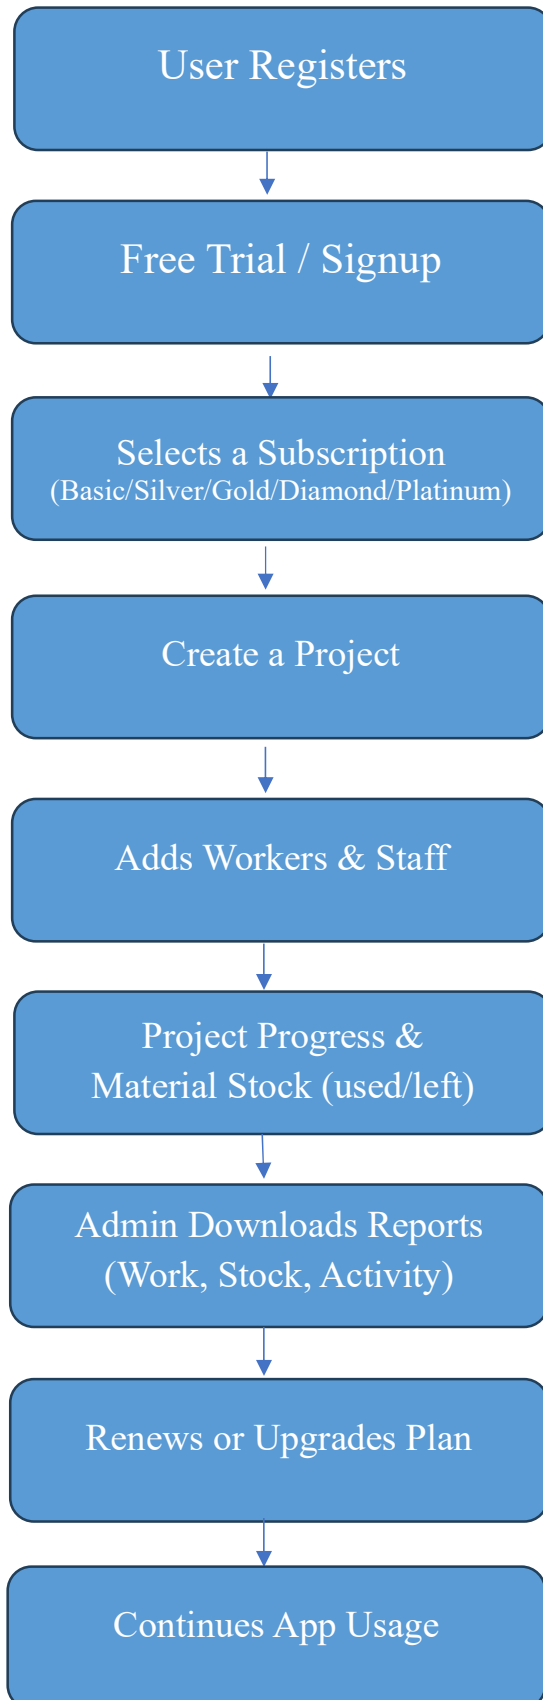 User Registers
Free Trial / Signup
Selects a Subscription
(Basic/Silver/Gold/Diamond/Platinum)
Create a Project
Adds Workers & Staff
Project Progress &
Material Stock (used/left)
Admin Downloads Reports
(Work, Stock, Activity)
Renews or Upgrades Plan
Continues App Usage